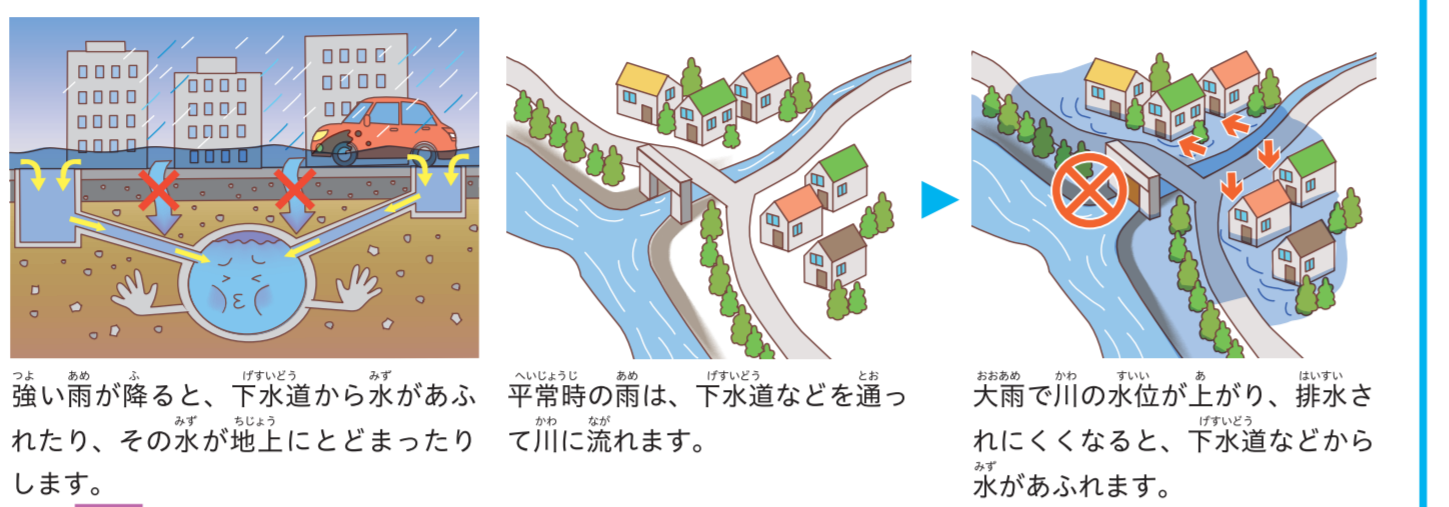 強い雨が降ると、下水道から水があふ
れたり、その水が地上にとどまったり
します。
平常時の雨は、下水道などを通っ
て川に流れます。
大雨で川の水位が上がり、排水さ
れにくくなると、下水道などから
水があふれます。